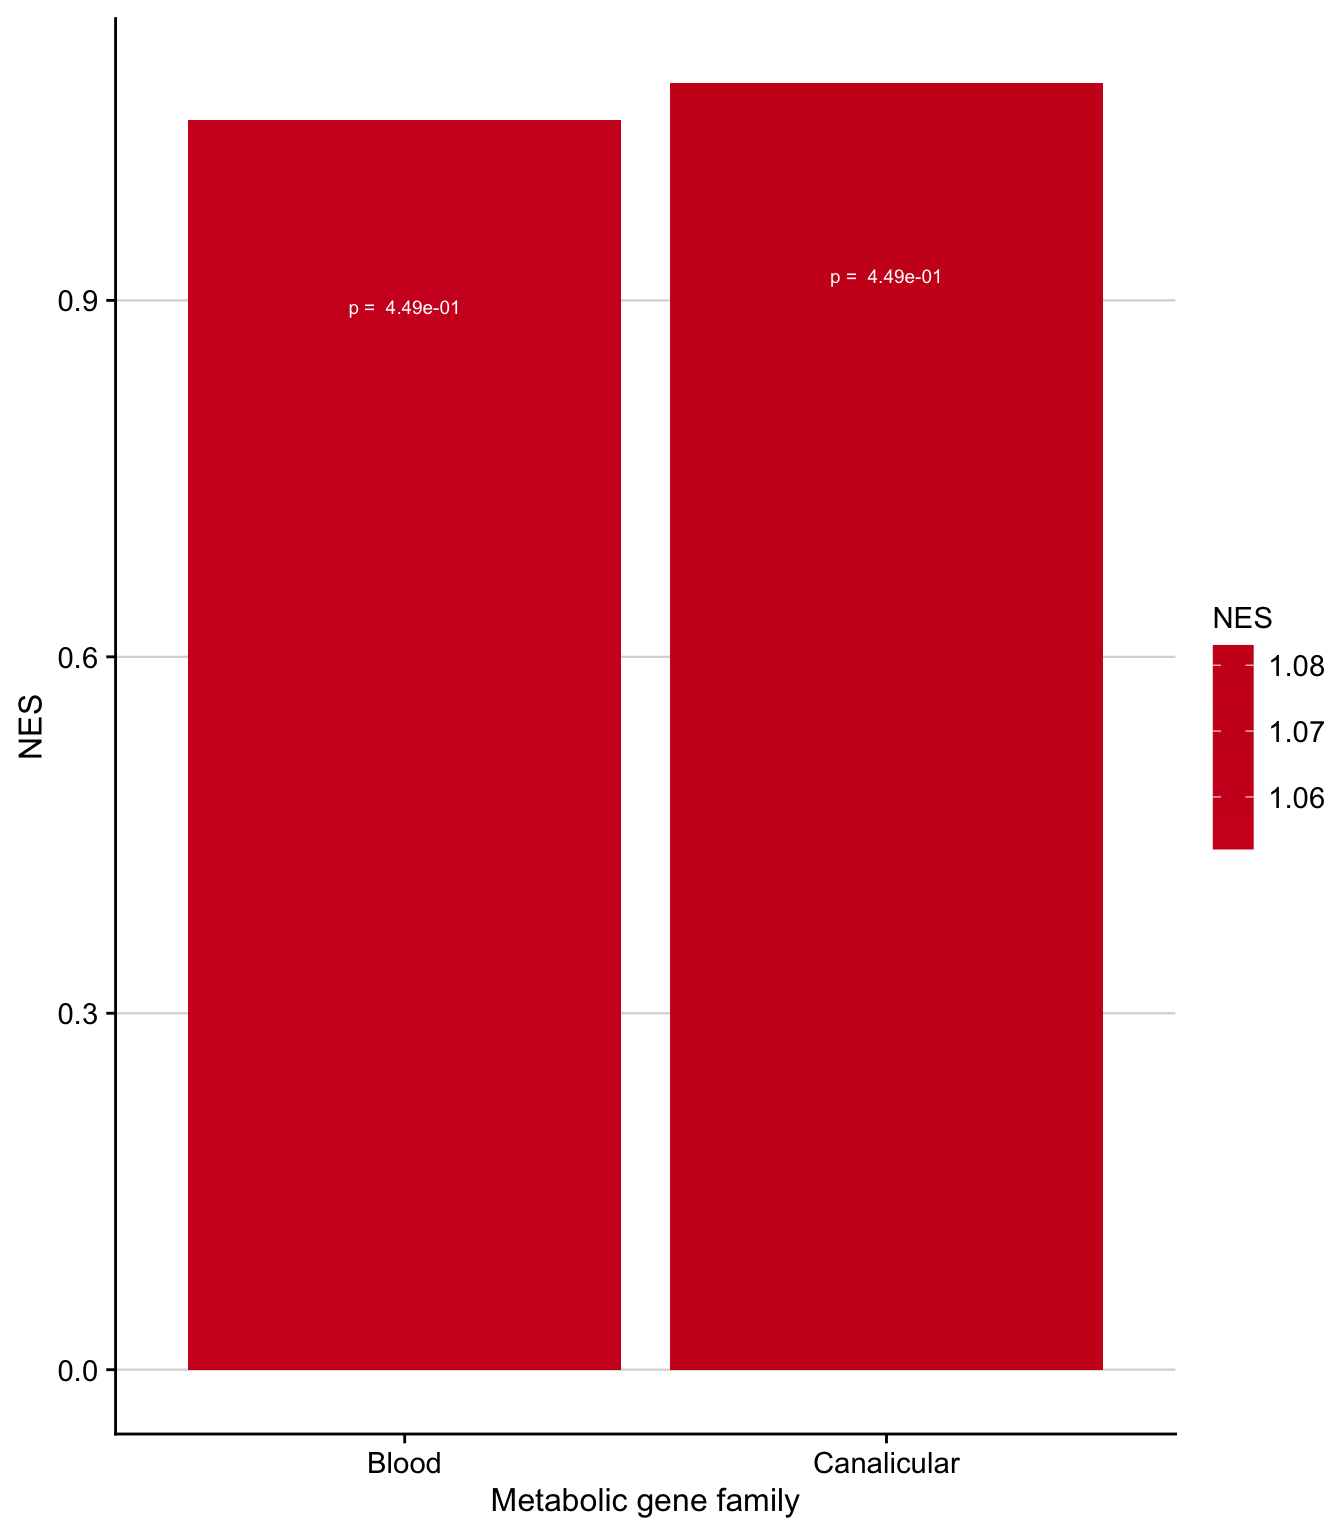 NES
0.9
0.6
0.3
0.0
p =  4.49e-01
p =  4.49e-01
Blood
Canalicular
Metabolic gene family
NES
1.08
1.07
1.06